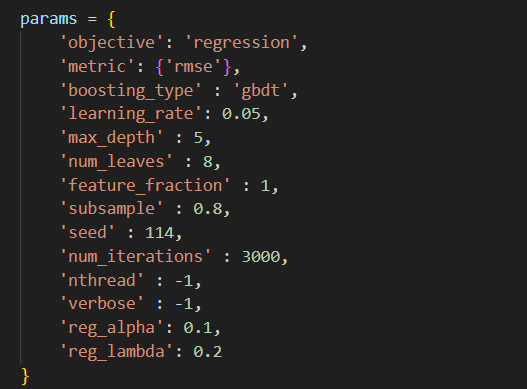 params = {
    'objective': 'regression',
    'metric': {'rmse'},
    'boosting_type' : 'gbdt',
    'learning_rate': 0.05,
    'max_depth' : 5,
    'num_leaves' : 8,
    'feature_fraction' : 1,
    'subsample' : 0.8,
    'seed' : 114,
    'num_iterations' : 3000,
    'nthread' : -1,
    'verbose' : -1,
    'reg_alpha': 0.1,
    'reg_lambda': 0.2
}